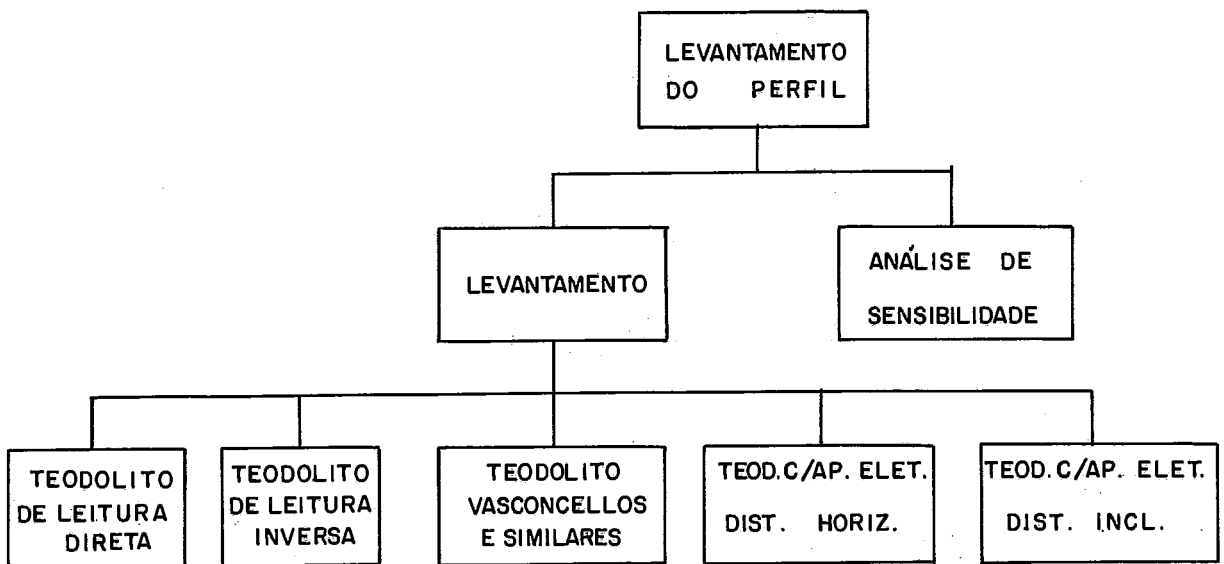 LEVANTAMENTO
DO PERFIL
LEVANTAMENTO
ANÁLISE DE
SENSIBILIDADE
TEODOLITO
DE LEITURA
DIRETA
TEODOLITO
DE LEITURA
INVERSA
TEODOLITO
VASCONCELLOS
E SIMILARES
TEOD.C/AP. ELET.
DIST. HORIZ.
TEOD.C/AP. ELET.
DIST. INCL.